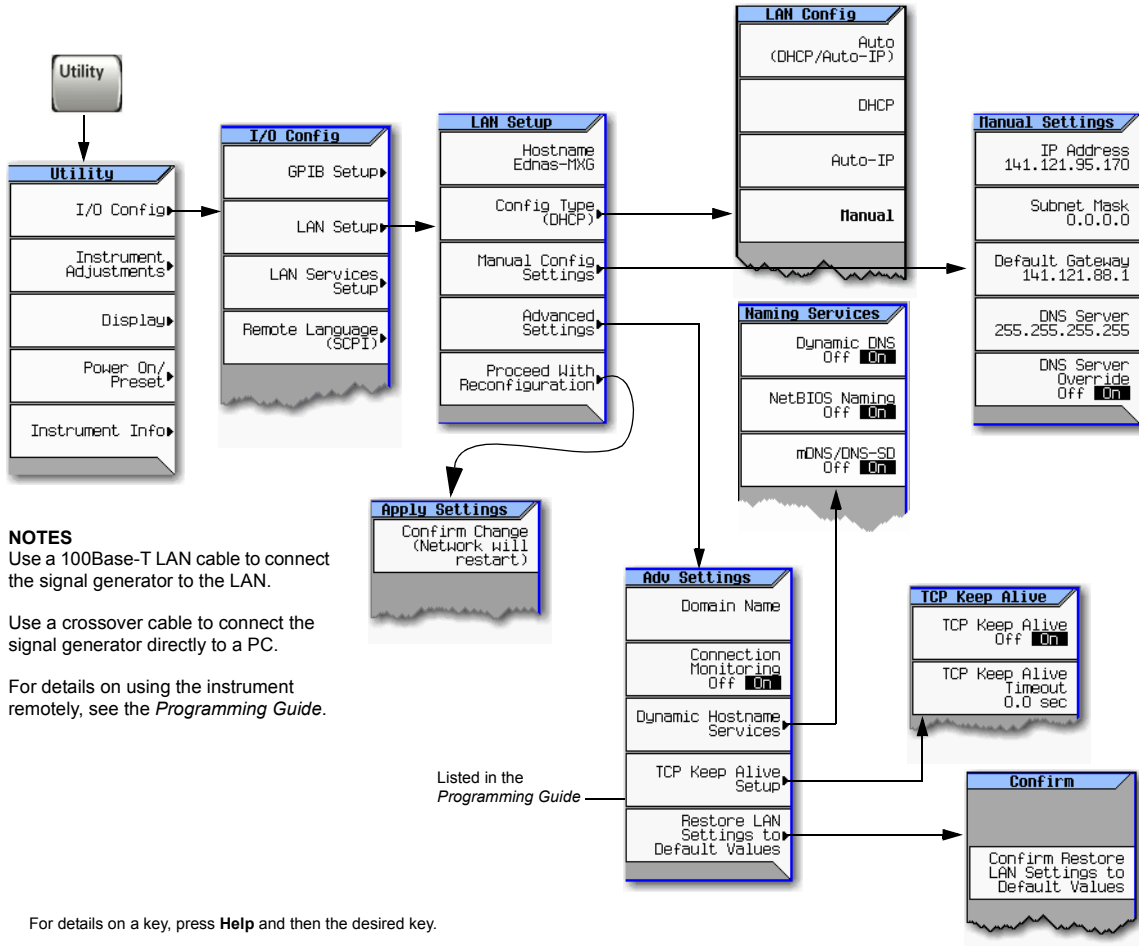 Utility
Utility
I/O Config
Instrument
Adjustments
Display
Power On/
Preset
Instrument Info
I/O Config
GPIB Setup
LAN Setup
LAN Services
Setup
Remote Language
(SCPI)
LAN Setup
Hostname
Ednas-MXG
Config Type
(DHCP)
Manual Config
Settings
Advanced
Settings
Proceed With
Reconfiguration
LAN Config
Auto
(DHCP/Auto-IP)
DHCP
Auto-IP
Manual
Manual Settings
IP Address
141.121.95.170
Subnet Mask
0.0.0.0
Default Gateway
141.121.88.1
DNS Server
255.255.255.255
DNS Server
Override
Off On
Naming Services
Dynamic DNS
Off On
NetBIOS Naming
Off On
mDNS/DNS-SD
Off On
Apply Settings
Confirm Change
(Network will
restart)
NOTES
Use a 100Base-T LAN cable to connect
the signal generator to the LAN.
Use a crossover cable to connect the
signal generator directly to a PC.
For details on using the instrument
remotely, see the Programming Guide.
Adv Settings
Domain Name
Connection
Monitoring
Off On
Dynamic Hostname
Services
TCP Keep Alive
Setup
Restore LAN
Settings to
Default Values
Listed in the
Programming Guide
TCP Keep Alive
TCP Keep Alive
Off On
TCP Keep Alive
Timeout
0.0 sec
Confirm
Confirm Restore
LAN Settings to
Default Values
For details on a key, press Help and then the desired key.